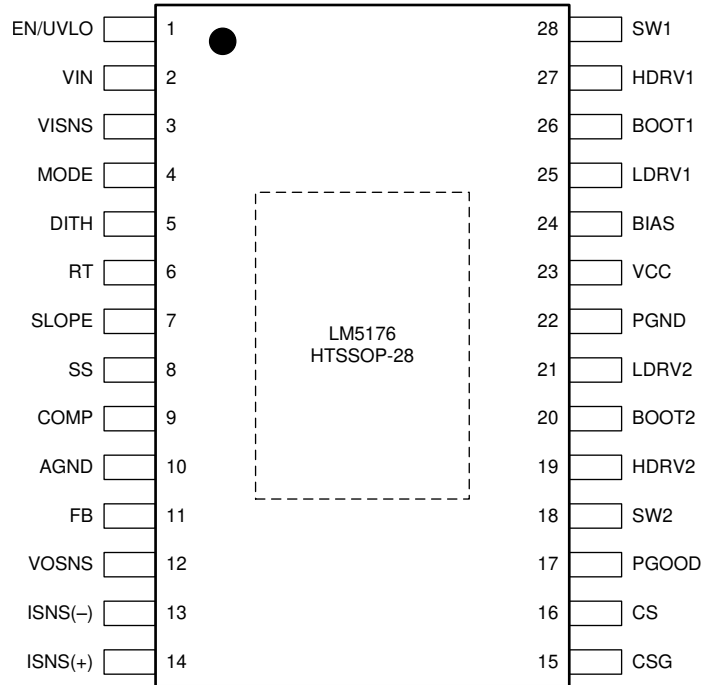 EN/UVLO 1 28 SW1
VIN 2 27 HDRV1
VISNS 3 26 BOOT1
MODE 4 25 LDRV1
DITH 5 24 BIAS
RT 6 23 VCC
SLOPE 7 22 PGND
LM5176
HTSSOP-28
SS 8 21 LDRV2
COMP 9 20 BOOT2
AGND 10 19 HDRV2
FB 11 18 SW2
VOSNS 12 17 PGOOD
ISNS(–) 13 16 CS
ISNS(+) 14 15 CSG